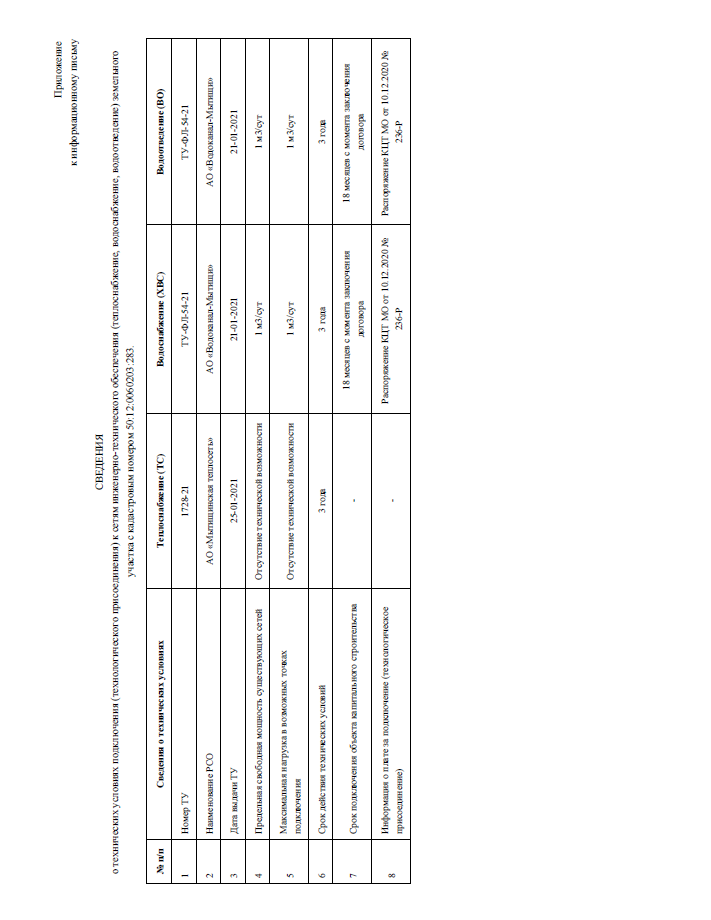 Приложение
к информационному письму
СВЕДЕНИЯ
о технических условиях подключения (технологического присоединения) к сетям инженерно-технического обеспечения (теплоснабжение, водоснабжение, водоотведение) земельного
участка с кадастровым номером 50:12:0060203:283.
№ п/п Сведения о технических условиях Теплоснабжение (ТС) Водоснабжение (ХВС) Водоотведение (ВО)
1 Номер ТУ 1728-21 ТУ-ФЛ-54-21 ТУ-ФЛ-54-21
2 Наименование РСО АО «Мытищинская теплосеть» АО «Водоканал-Мытищи» АО «Водоканал-Мытищи»
3 Дата выдачи ТУ 25-01-2021 21-01-2021 21-01-2021
4 Предельная свободная мощность существующих сетей Отсутствие технической возможности 1 м3/сут 1 м3/сут
5 Максимальная нагрузка в возможных точках
подключения Отсутствие технической возможности 1 м3/сут 1 м3/сут
6 Срок действия технических условий 3 года 3 года 3 года
7 Срок подключения объекта капитального строительства - 18 месяцев с момента заключения
договора 18 месяцев с момента заключения
договора
8 Информация о плате за подключение (технологическое
присоединение) - Распоряжение КЦТ МО от 10.12.2020 №
236-Р Распоряжение КЦТ МО от 10.12.2020 №
236-Р